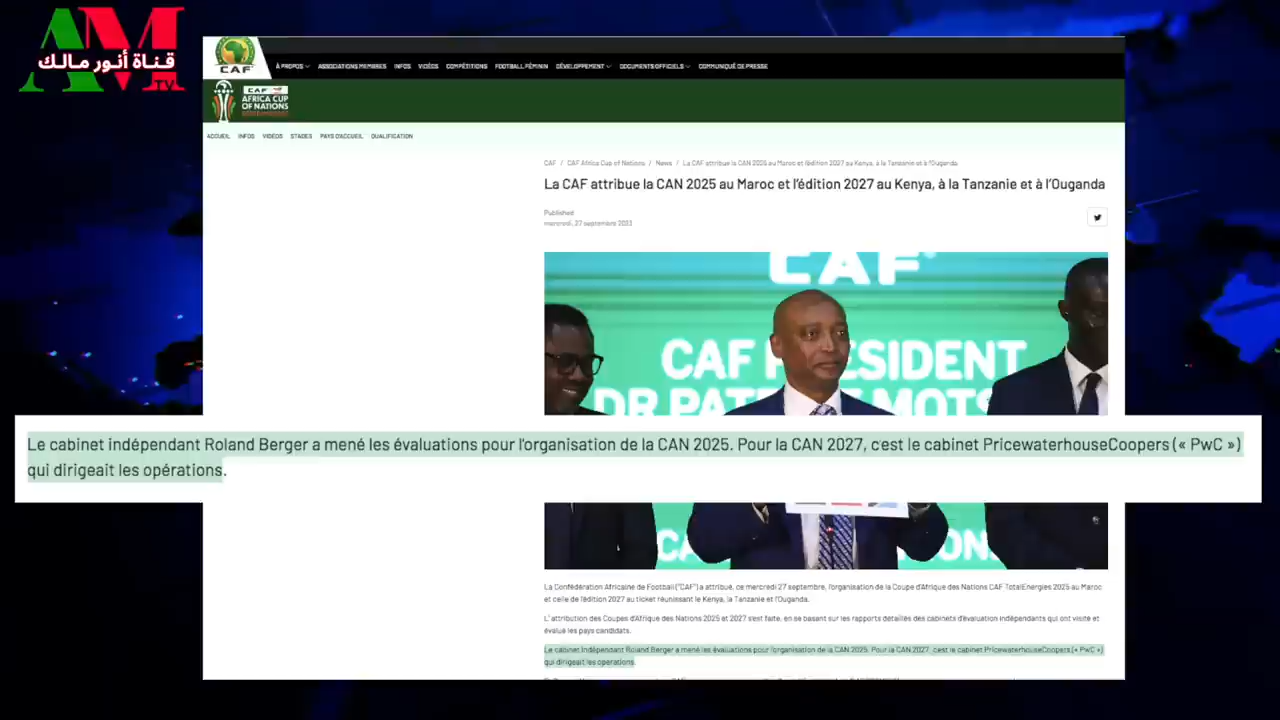 AM
قناة أنور مالك
TV
CAF
À PROPOS
ASSOCIATIONS MEMBRES
INFOS
VIDÉOS
COMPÉTITIONS
FOOTBALL FÉMININ
DÉVELOPPEMENT
DOCUMENTS OFFICIELS
COMMUNIQUÉ DE PRESSE
CAF
AFRICA CUP
OF NATIONS
ACCUEIL
INFOS
VIDÉOS
STADES
PAYS D'ACCUEIL
QUALIFICATION
CAF / CAF Africa Cup of Nations / News / La CAF attribue la CAN 2025 au Maroc et l'édition 2027 au Kenya, à la Tanzanie et à l'Ouganda
La CAF attribue la CAN 2025 au Maroc et l'édition 2027 au Kenya, à la Tanzanie et à l'Ouganda
Published
mercredi, 27 septembre 2023
CAF
CAF PRESIDENT
DR PATRICE MOTS
Le cabinet indépendant Roland Berger a mené les évaluations pour l'organisation de la CAN 2025. Pour la CAN 2027, c'est le cabinet PricewaterhouseCoopers (« PwC »)
qui dirigeait les opérations.
La Confédération Africaine de Football ("CAF") a attribué, ce mercredi 27 septembre, l'organisation de la Coupe d'Afrique des Nations CAF TotalEnergies 2025 au Maroc
et celle de l'édition 2027 au ticket réunissant le Kenya, la Tanzanie et l'Ouganda.
L'attribution des Coupes d'Afrique des Nations 2025 et 2027 s'est faite, en se basant sur les rapports détaillés des cabinets d'évaluation indépendants qui ont visité et
évalué les pays candidats.
Le cabinet indépendant Roland Berger a mené les évaluations pour l'organisation de la CAN 2025. Pour la CAN 2027, c'est le cabinet PricewaterhouseCoopers (« PwC »)
qui dirigeait les opérations.